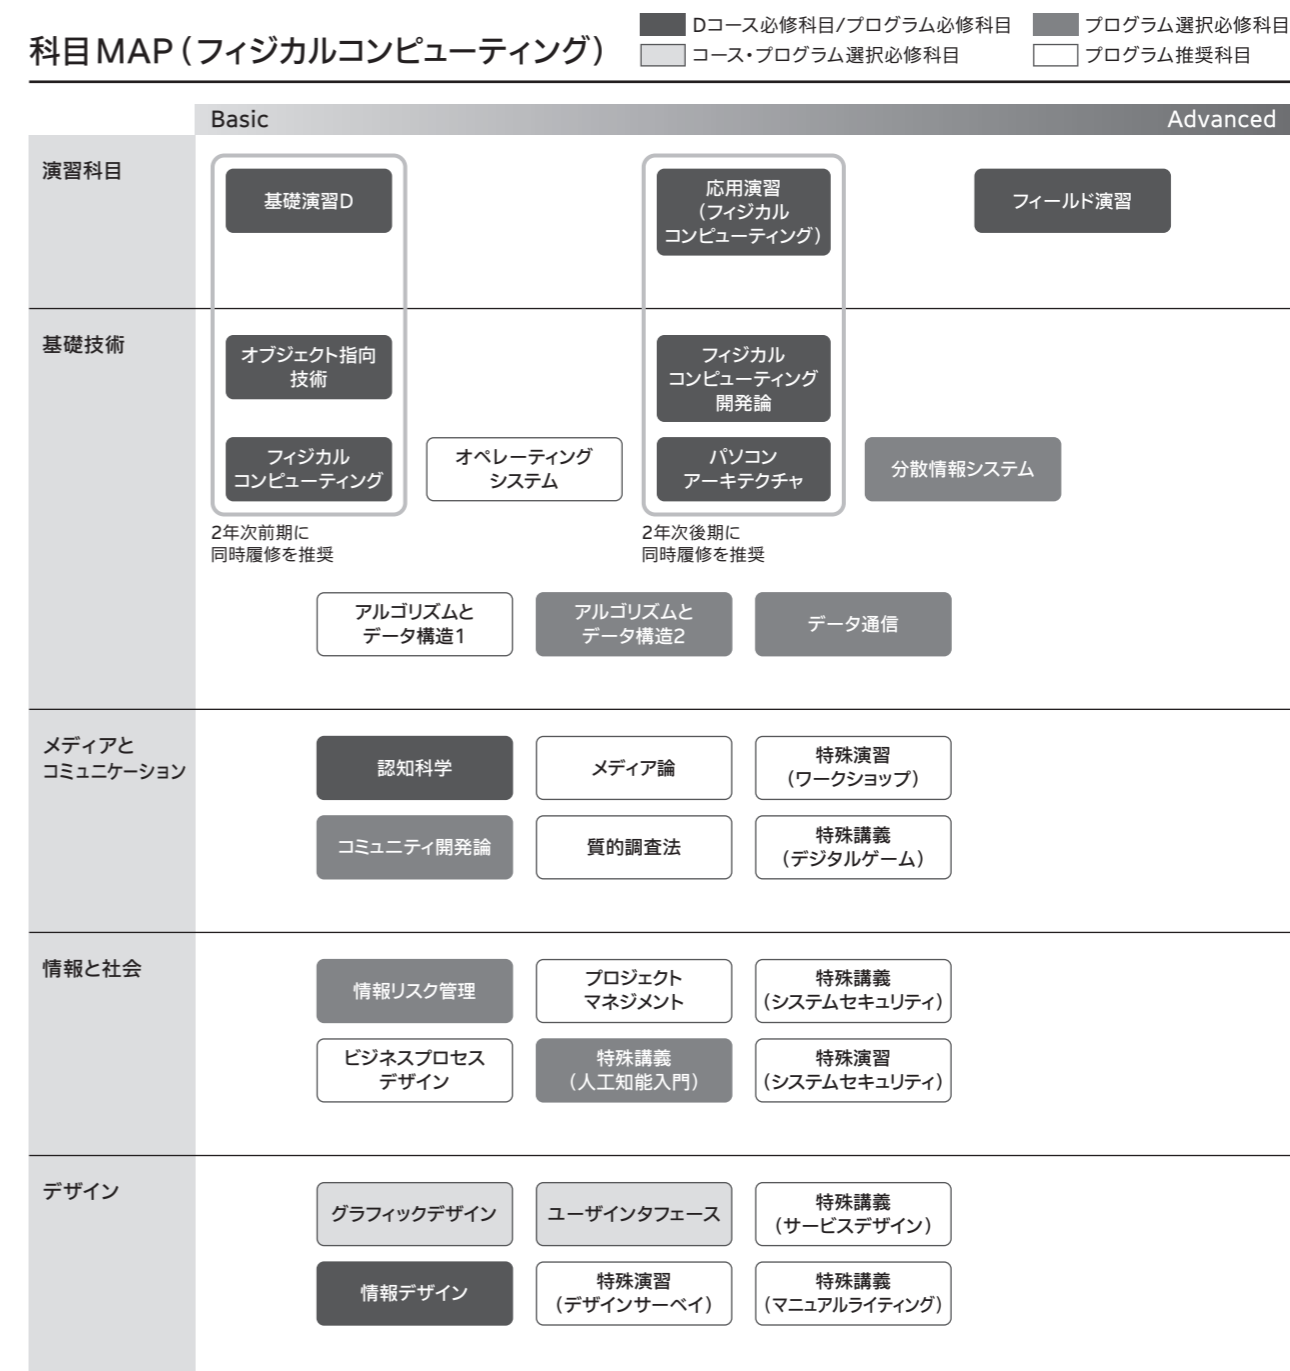 科目MAP（フィジカルコンピューティング）
Dコース必修科目/プログラム必修科目
プログラム選択必修科目
コース・プログラム選択必修科目
プログラム推奨科目
Basic
Advanced
演習科目
基礎演習D
応用演習
（フィジカル
コンピューティング）
フィールド演習
基礎技術
オブジェクト指向
技術
フィジカル
コンピューティング
開発論
フィジカル
コンピューティング
オペレーティング
システム
パソコン
アーキテクチャ
分散情報システム
2年次前期に
同時履修を推奨
2年次後期に
同時履修を推奨
アルゴリズムと
データ構造1
アルゴリズムと
データ構造2
データ通信
メディアと
コミュニケーション
認知科学
メディア論
特殊演習
（ワークショップ）
コミュニティ開発論
質的調査法
特殊講義
（デジタルゲーム）
情報と社会
情報リスク管理
プロジェクト
マネジメント
特殊講義
（システムセキュリティ）
ビジネスプロセス
デザイン
特殊講義
（人工知能入門）
特殊演習
（システムセキュリティ）
デザイン
グラフィックデザイン
ユーザインタフェース
特殊講義
（サービスデザイン）
情報デザイン
特殊演習
（デザインサーベイ）
特殊講義
（マニュアルライティング）